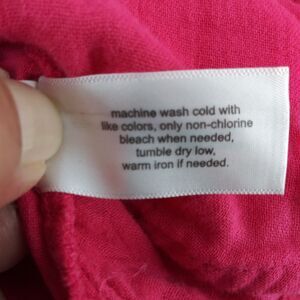 machine wash cold with
like colors, only non-chlorine
bleach when needed,
tumble dry low,
warm iron if needed.